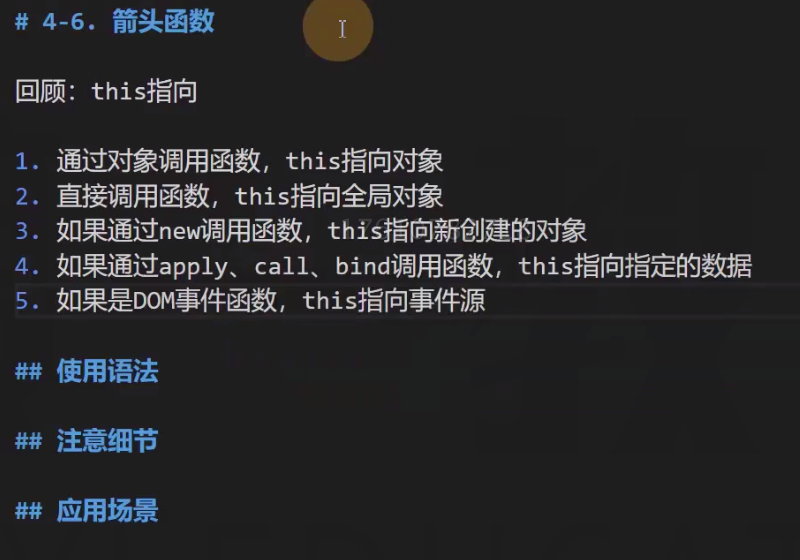 # 4-6. 箭头函数
回顾：this指向
1. 通过对象调用函数，this指向对象
2. 直接调用函数，this指向全局对象
3. 如果通过new调用函数，this指向新创建的对象
4. 如果通过apply、call、bind调用函数，this指向指定的数据
5. 如果是DOM事件函数，this指向事件源
## 使用语法
## 注意细节
## 应用场景